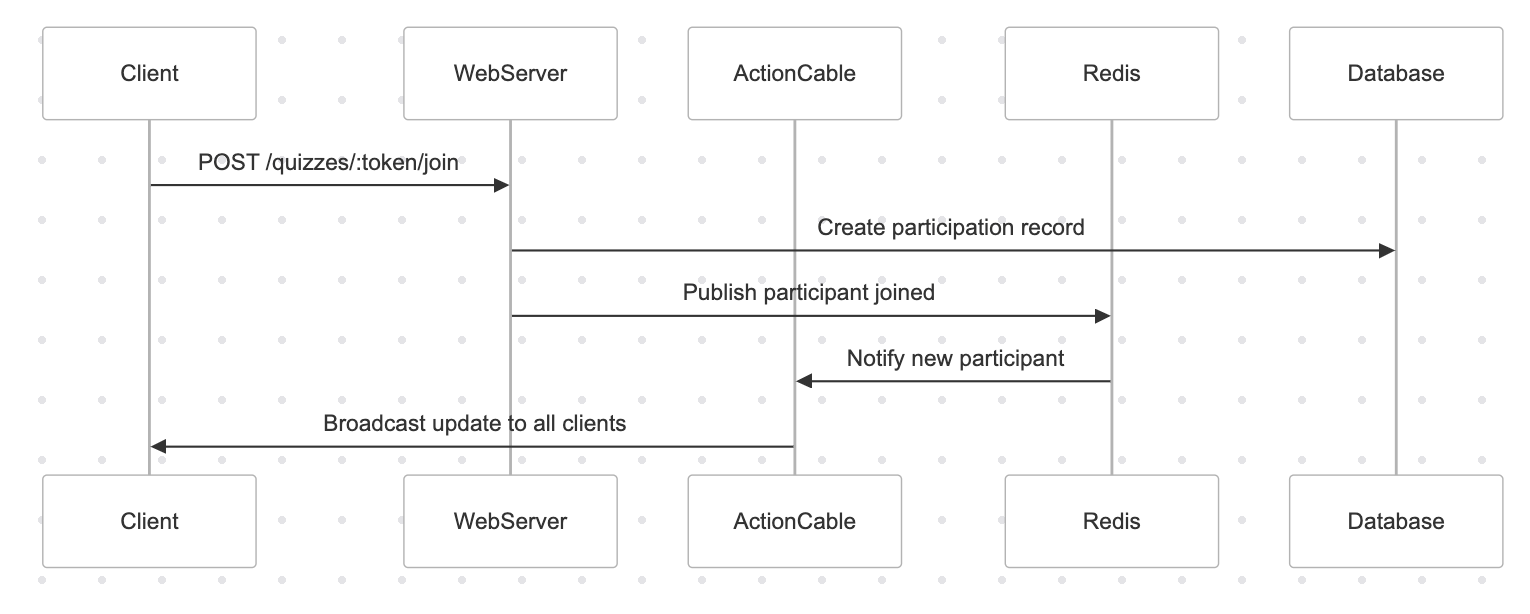 Client
WebServer
ActionCable
Redis
Database
POST /quizzes/:token/join
Create participation record
Publish participant joined
Notify new participant
Broadcast update to all clients
Client
WebServer
ActionCable
Redis
Database